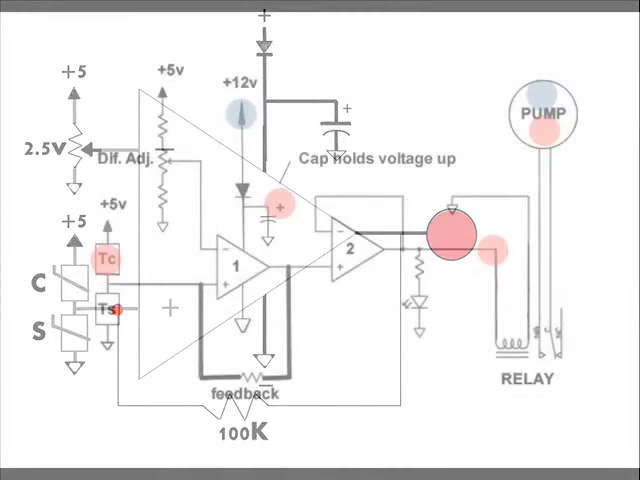 +
+5
+5v
+12v
+
PUMP
2.5V
Dif. Adj.
Cap holds voltage up
+5v
+
+5
-
-
Tc
1
2
C
+
+
Ts
+
S
RELAY
feedback
100K